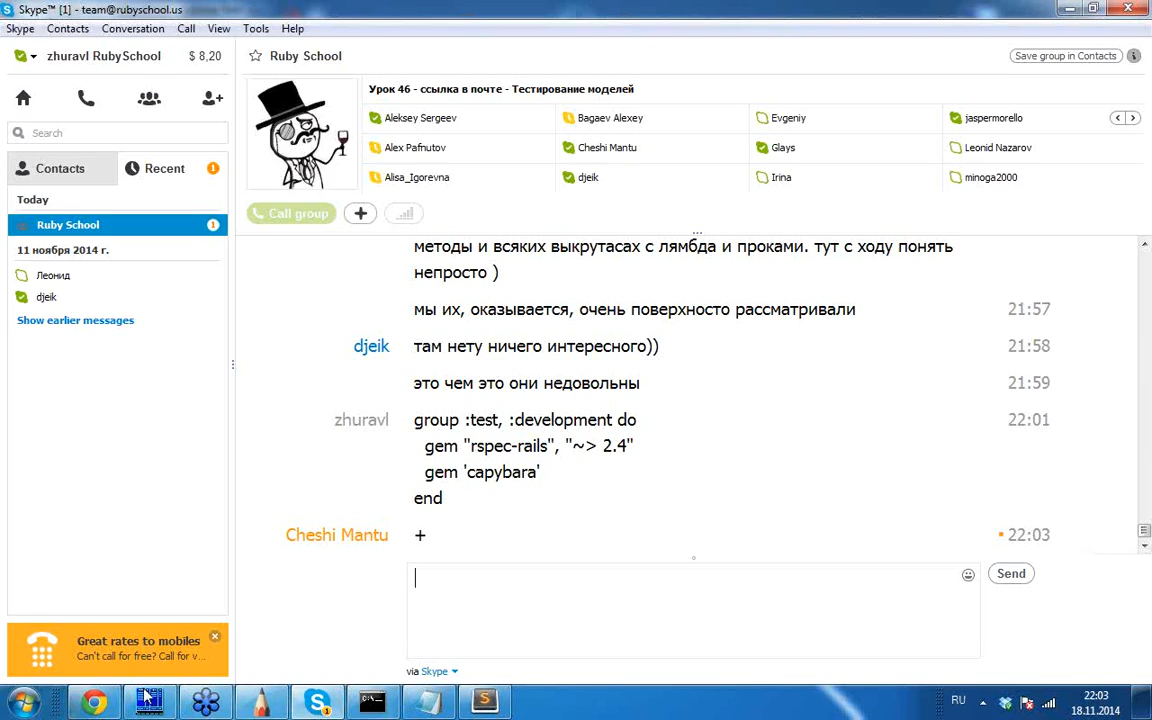 Skype™ [1] - team@rubyschool.us
Skype Contacts Conversation Call View Tools Help
zhuravl RubySchool $ 8,20
Search
Contacts Recent 1
Today
Ruby School 1
11 ноября 2014 г.
Леонид
djeik
Show earlier messages
Great rates to mobiles
Can't call for free? Call for v...
Ruby School Save group in Contacts
Урок 46 - ссылка в почте - Тестирование моделей
Aleksey Sergeev Bagaev Alexey Evgeniy jaspermorello
Alex Pafnutov Cheshi Mantu Glays Leonid Nazarov
Alisa_Igorevna djeik Irina minoga2000
Call group
методы и всяких выкрутасах с лямбда и проками. тут с ходу понять
непросто )
мы их, оказывается, очень поверхносто рассматривали 21:57
djeik там нету ничего интересного)) 21:58
это чем это они недовольны 21:59
zhuravl group :test, :development do 22:01
gem "rspec-rails", "~> 2.4"
gem 'capybara'
end
Cheshi Mantu + 22:03
Send
via Skype
RU 22:03
18.11.2014